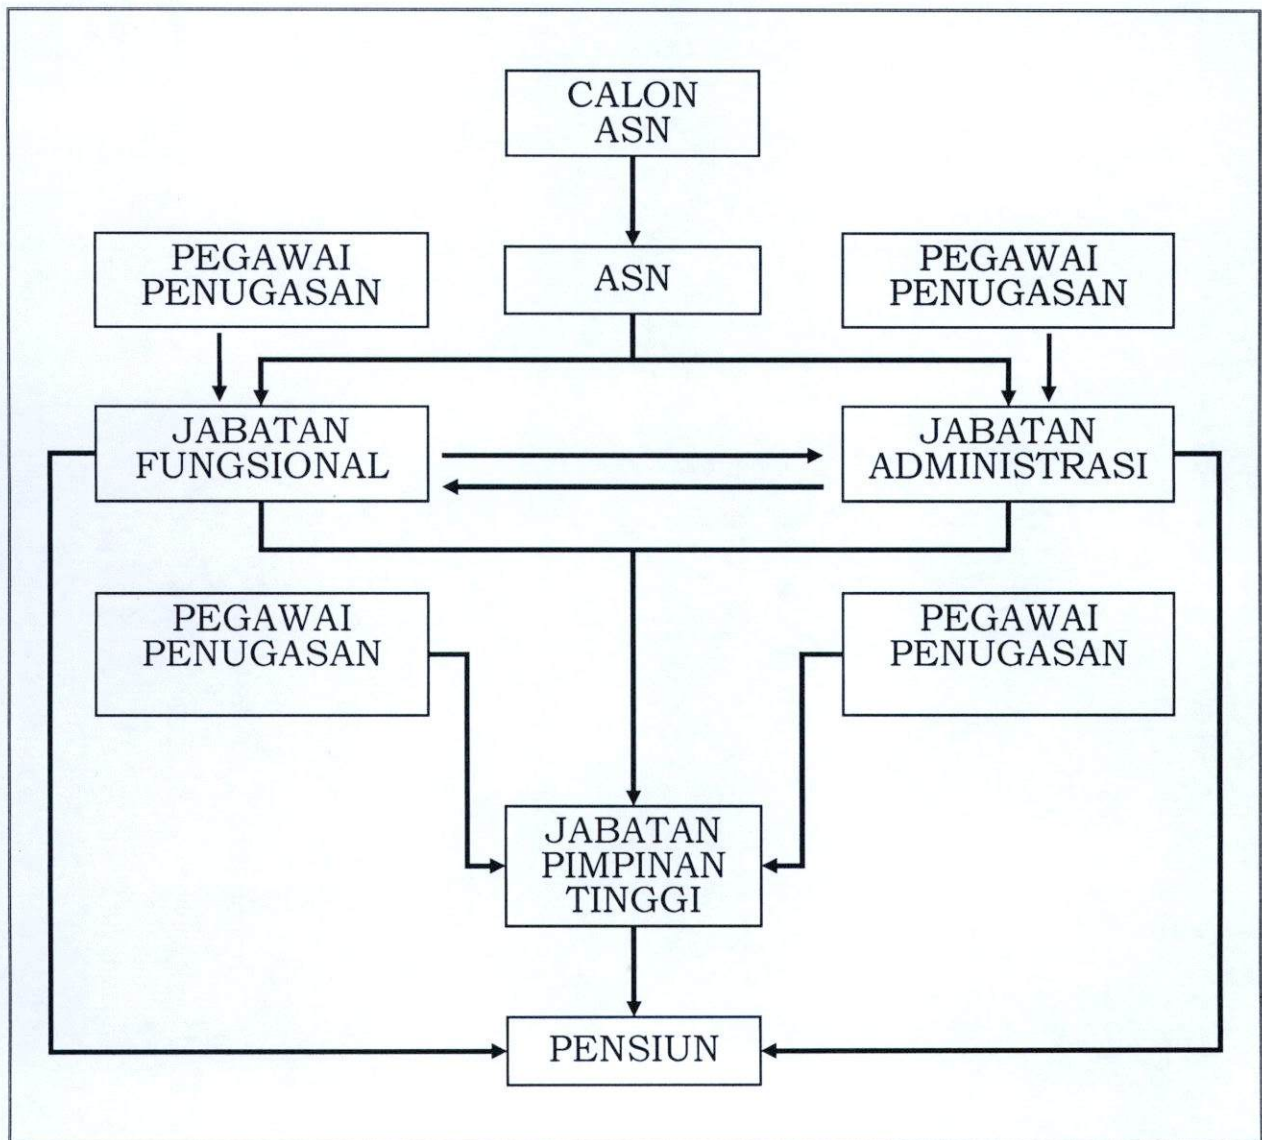 CALON
ASN
PEGAWAI
PENUGASAN
ASN
PEGAWAI
PENUGASAN
JABATAN
FUNGSIONAL
JABATAN
ADMINISTRASI
PEGAWAI
PENUGASAN
PEGAWAI
PENUGASAN
JABATAN
PIMPINAN
TINGGI
PENSIUN